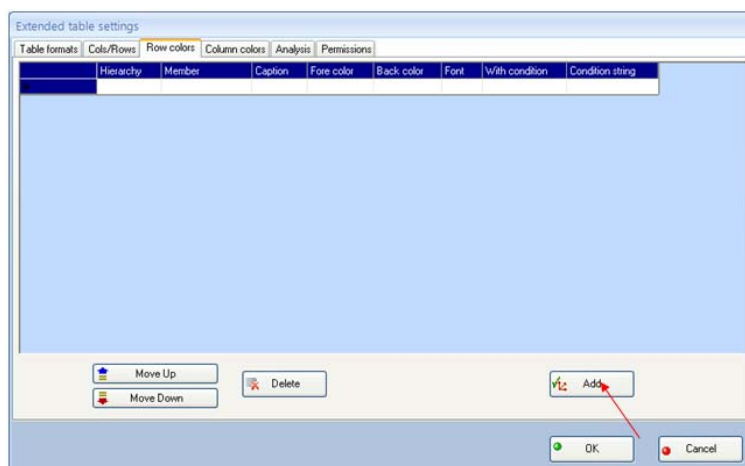 Extended table settings
Table formats Cols/Rows Row colors Column colors Analysis Permissions
Hierarchy Member Caption Fore color Back color Font With condition Condition string
Move Up
Move Down
Delete
Add
OK
Cancel